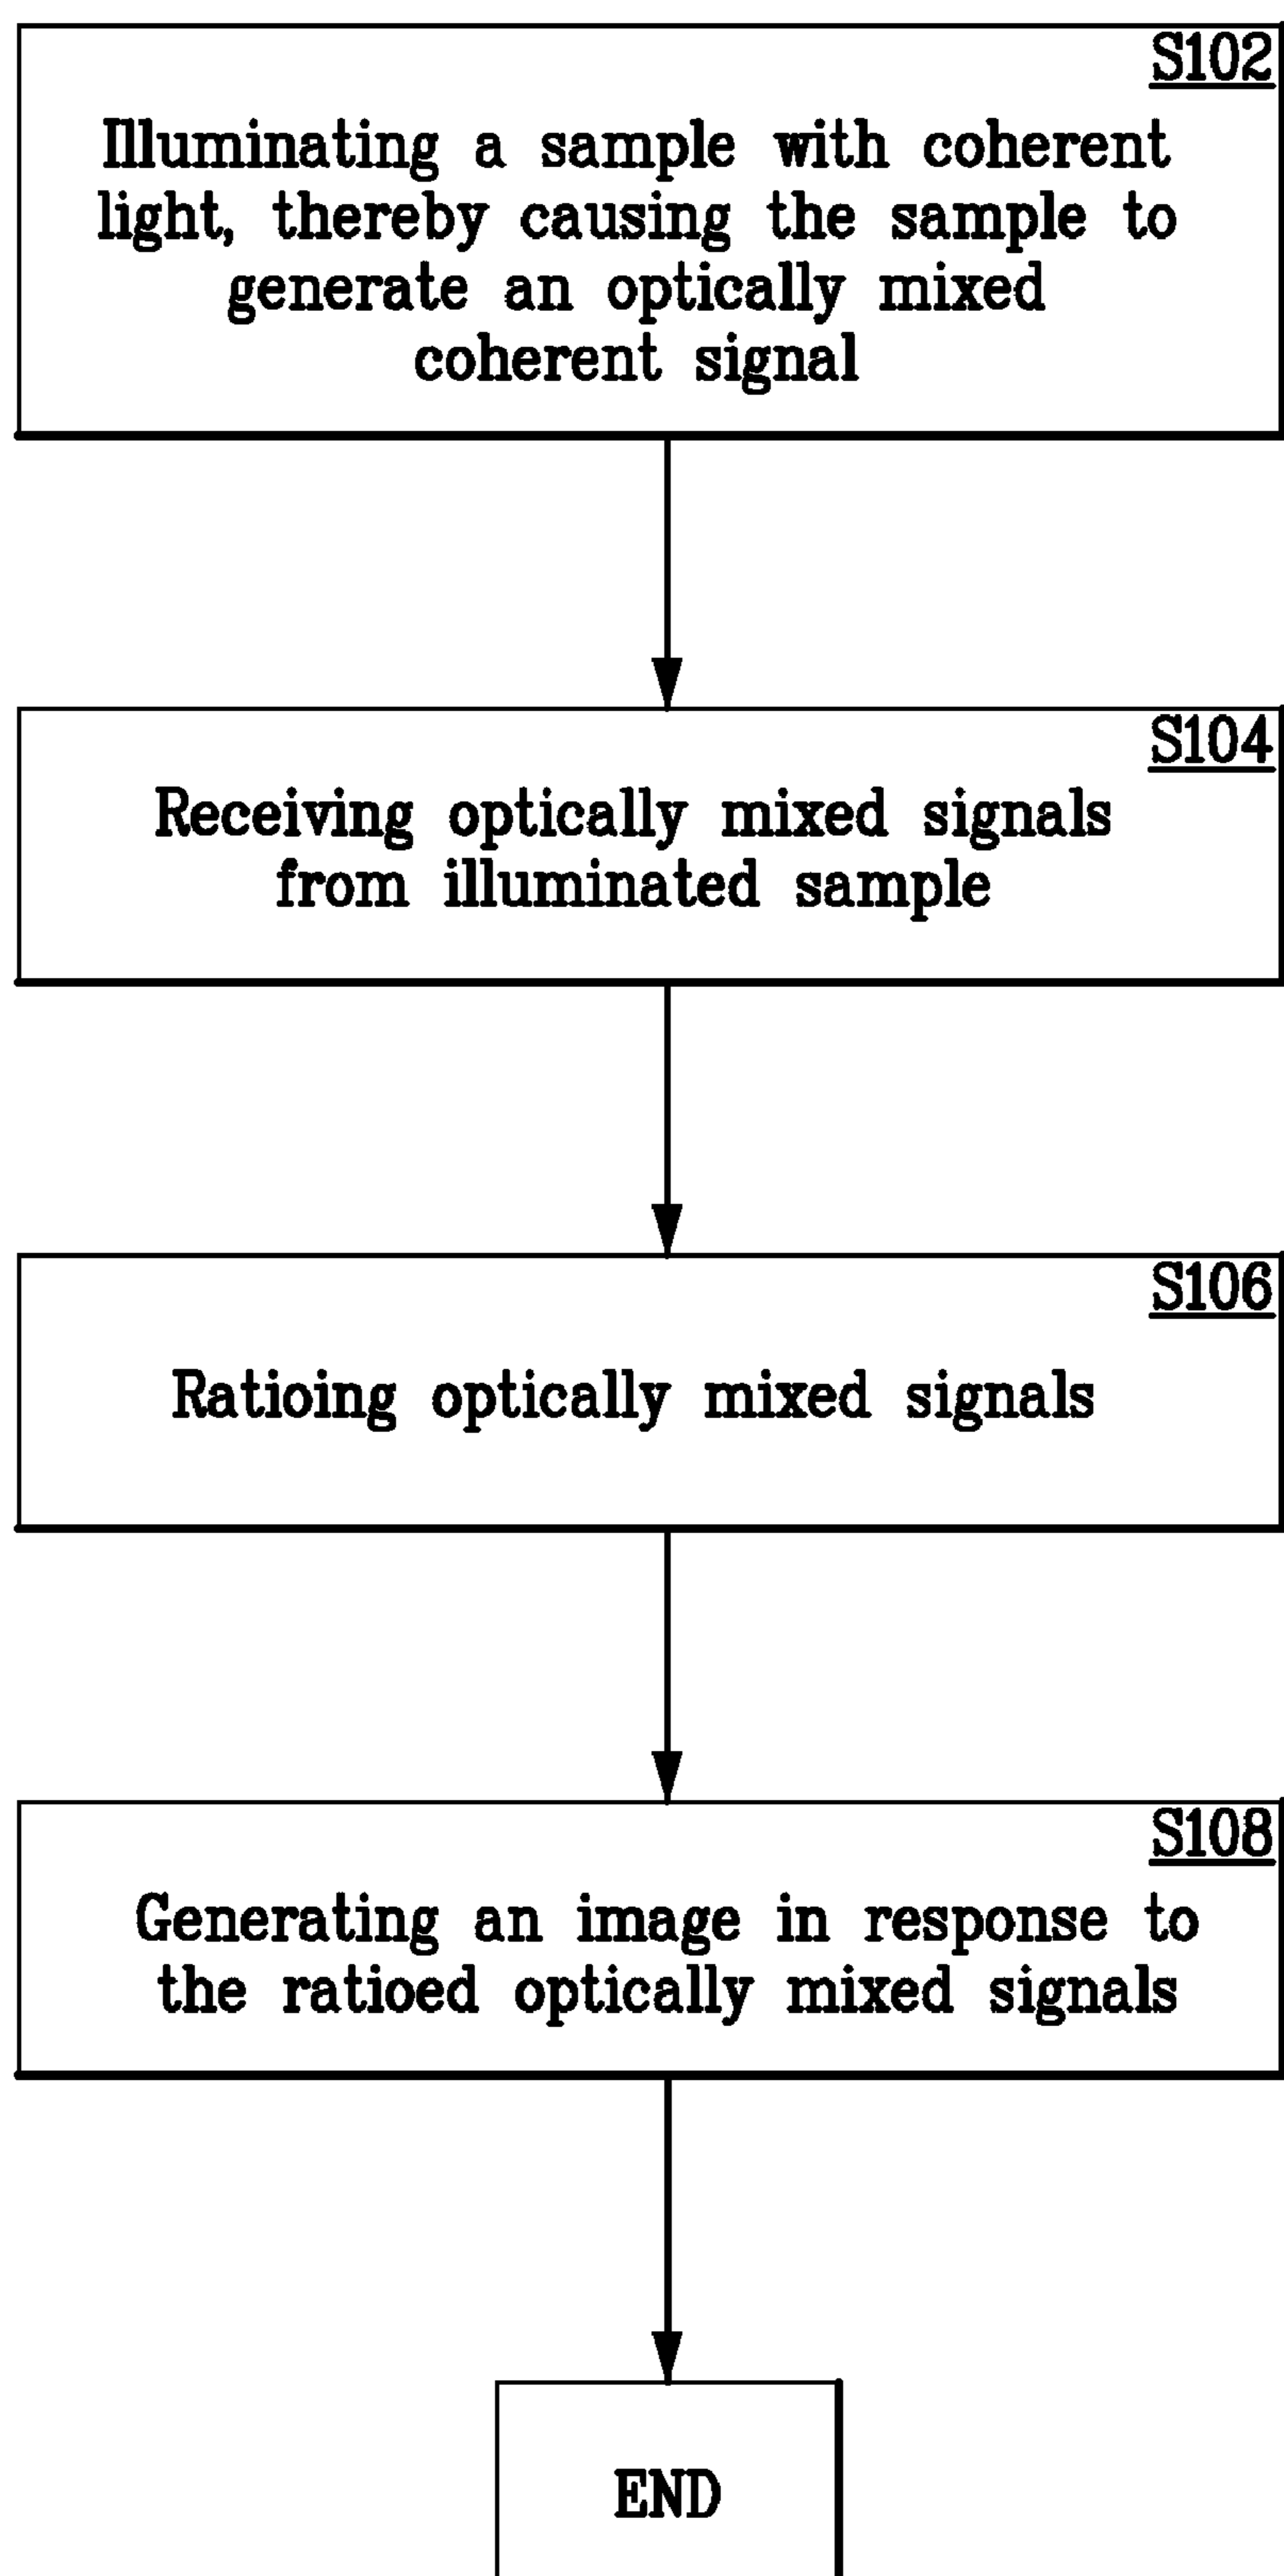 S102
Illuminating a sample with coherent
light, thereby causing the sample to
generate an optically mixed
coherent signal
S104
Receiving optically mixed signals
from illuminated sample
S106
Ratioing optically mixed signals
S108
Generating an image in response to
the ratioed optically mixed signals
END